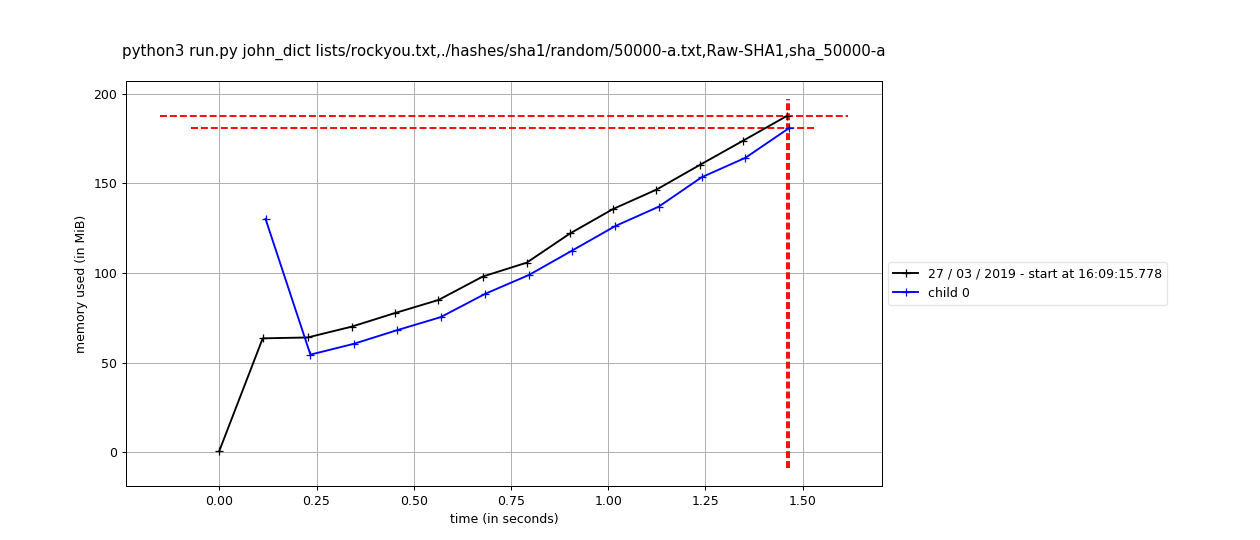 python3 run.py john_dict lists/rockyou.txt,./hashes/sha1/random/50000-a.txt,Raw-SHA1,sha_50000-a
200
150
100
50
0
memory used (in MiB)
0.00 0.25 0.50 0.75 1.00 1.25 1.50
time (in seconds)
27 / 03 / 2019 - start at 16:09:15.778
child 0